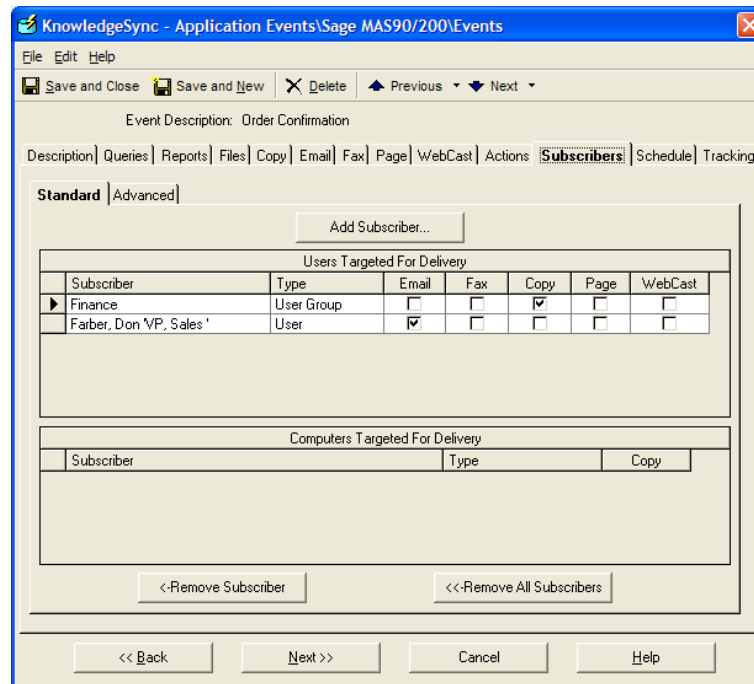 KnowledgeSync - Application Events\Sage MAS90/200\Events
File Edit Help
Save and Close Save and New Delete Previous Next
Event Description: Order Confirmation
Description Queries Reports Files Copy Email Fax Page WebCast Actions Subscribers Schedule Tracking
Standard Advanced
Add Subscriber...
Users Targeted For Delivery
Subscriber Type Email Fax Copy Page WebCast
Finance User Group
Farber, Don 'VP, Sales ' User
Computers Targeted For Delivery
Subscriber Type Copy
<-Remove Subscriber <<-Remove All Subscribers
<< Back Next >> Cancel Help